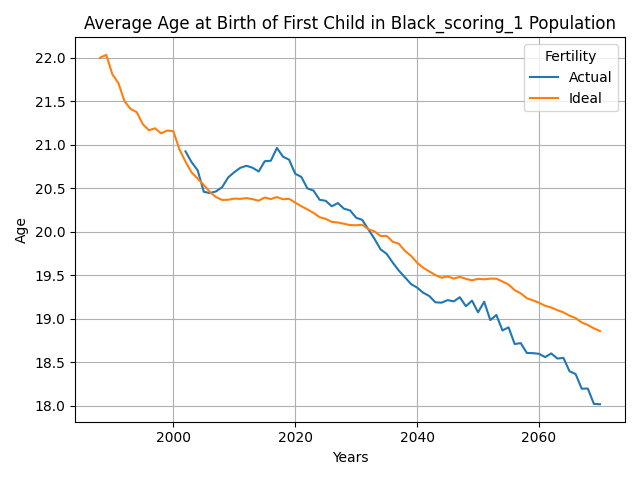 Average Age at Birth of First Child in Black_scoring_1 Population
Fertility
Actual
Ideal
22.0
21.5
21.0
20.5
20.0
19.5
19.0
18.5
18.0
Age
2000 2020 2040 2060
Years